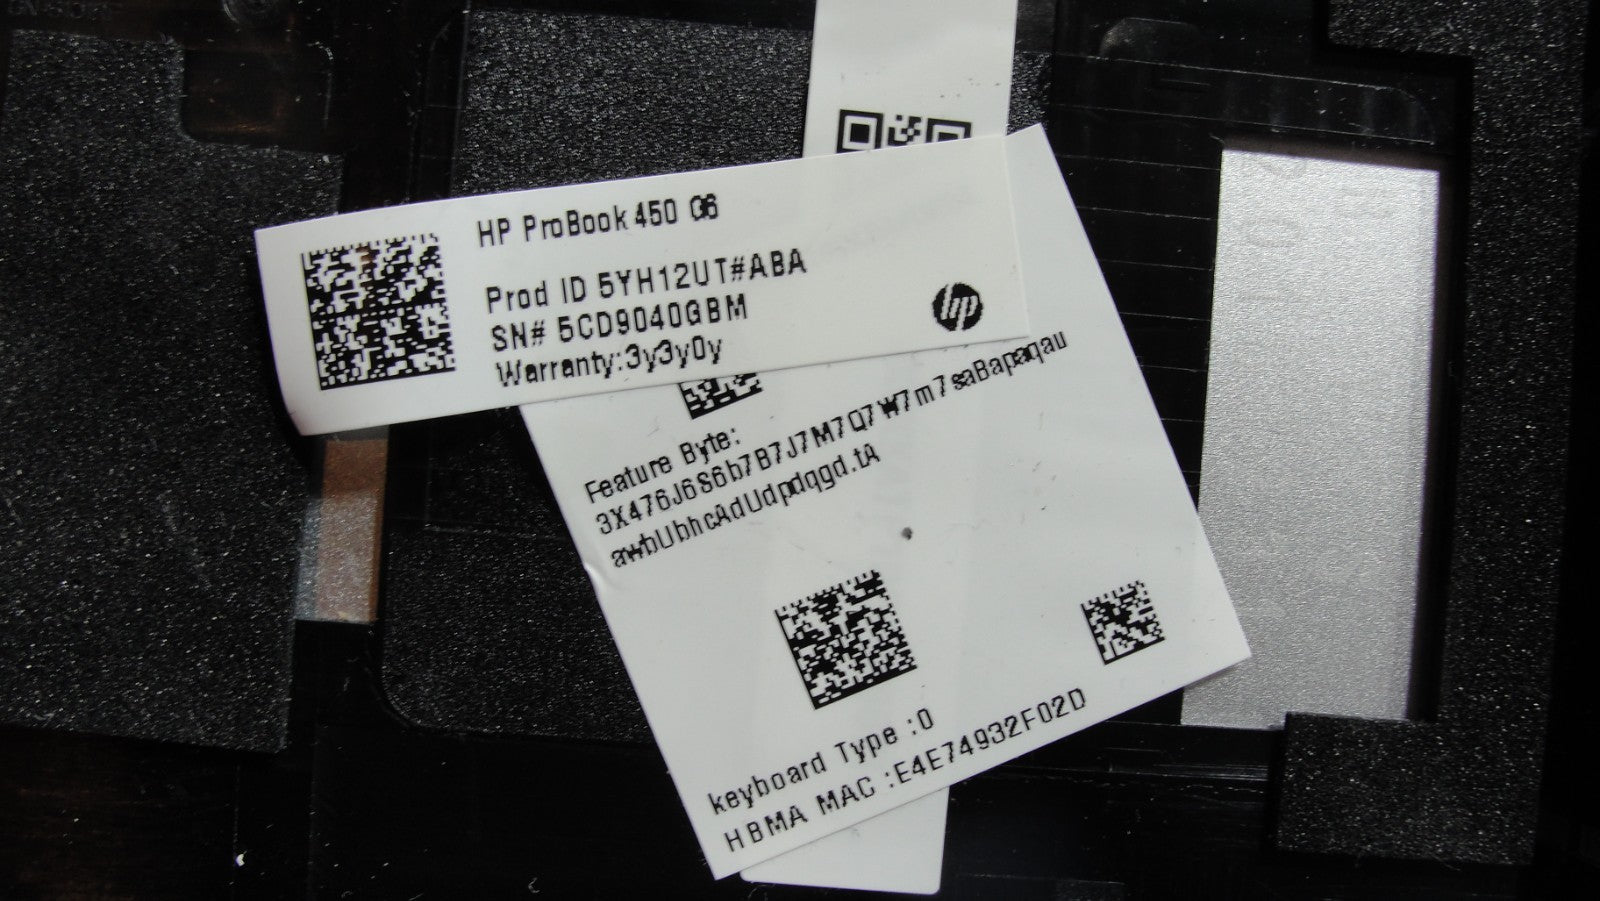 HP ProBook 450 G6
Prod ID 5YH12UT#ABA
SN# 5CD9040GBM
Warranty:3y3y0y
hp
Feature Byte:
3X476J6S6b7B7J7M7Q7W7m7saBapaqau
awbUbhcAdUdpdqgd.tA
keyboard Type :0
HBMA MAC :E4E74932F02D